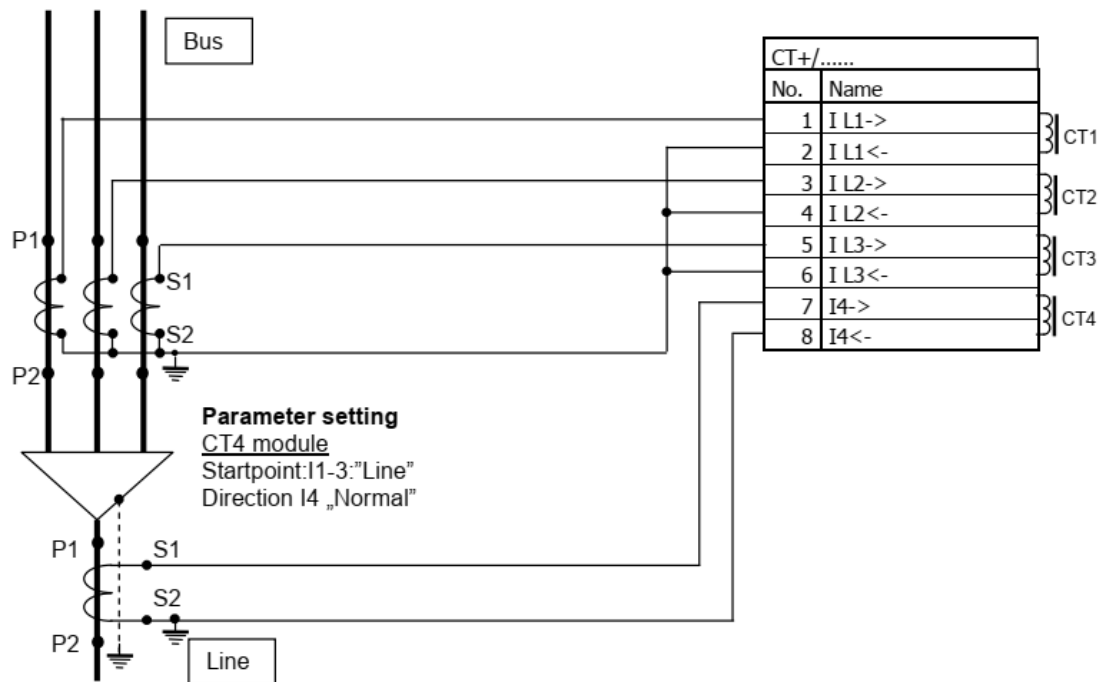 Bus
CT+/......
No. Name
1 I L1->
2 I L1<-
CT1
3 I L2->
4 I L2<-
CT2
5 I L3->
6 I L3<-
CT3
7 I4->
8 I4<-
CT4
P1
S1
S2
P2
Parameter setting
CT4 module
Startpoint:I1-3:”Line”
Direction I4 „Normal”
P1
S1
S2
P2
Line